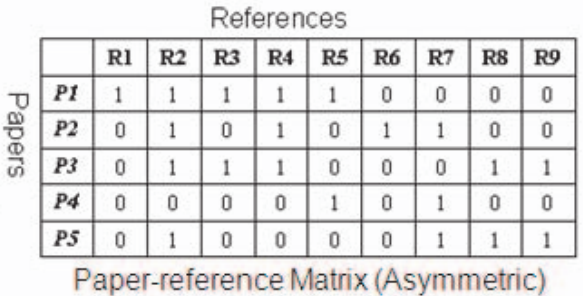 References
R1 R2 R3 R4 R5 R6 R7 R8 R9
Papers
P1 1 1 1 1 1 0 0 0 0
P2 0 1 0 1 0 1 1 0 0
P3 0 1 1 1 0 0 0 1 1
P4 0 0 0 0 1 0 1 0 0
P5 0 1 0 0 0 0 1 1 1
Paper-reference Matrix (Asymmetric)